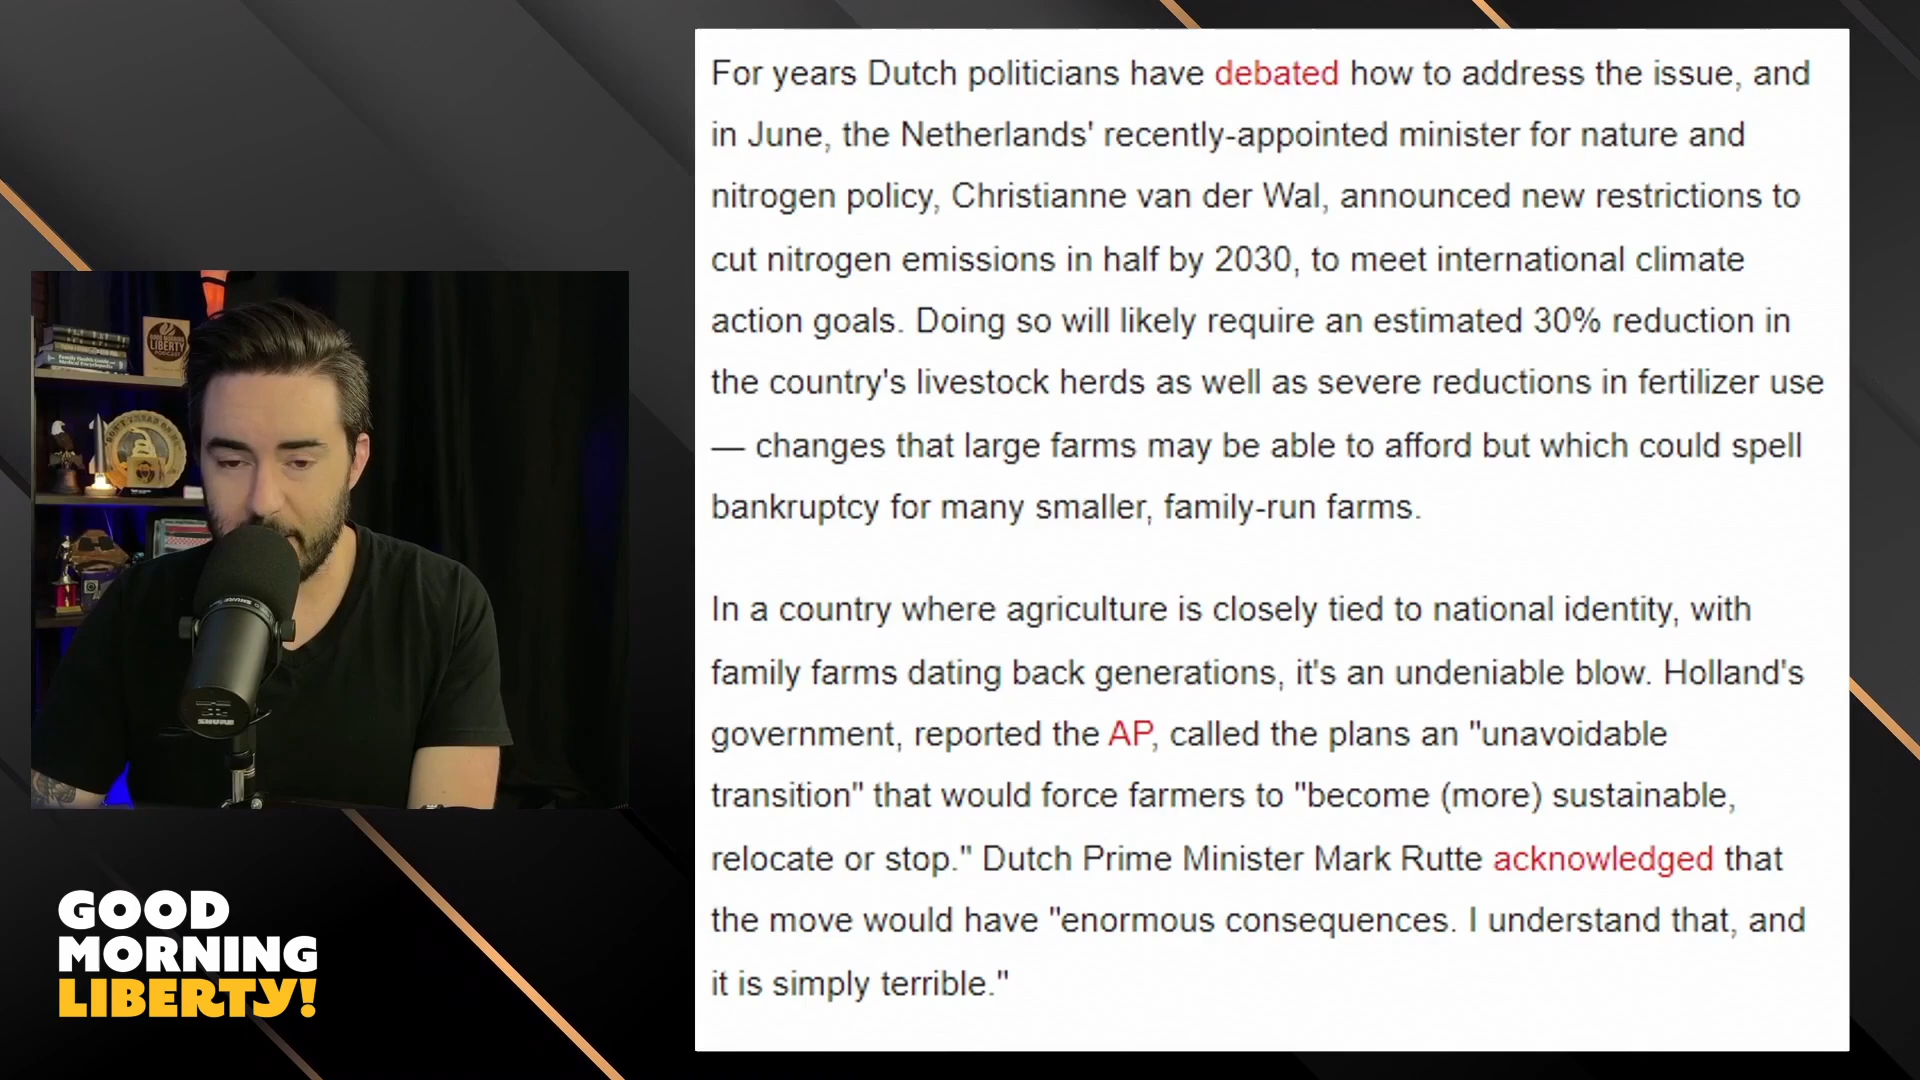 For years Dutch politicians have debated how to address the issue, and
in June, the Netherlands' recently-appointed minister for nature and
nitrogen policy, Christianne van der Wal, announced new restrictions to
cut nitrogen emissions in half by 2030, to meet international climate
action goals. Doing so will likely require an estimated 30% reduction in
the country's livestock herds as well as severe reductions in fertilizer use
— changes that large farms may be able to afford but which could spell
bankruptcy for many smaller, family-run farms.
In a country where agriculture is closely tied to national identity, with
family farms dating back generations, it's an undeniable blow. Holland's
government, reported the AP, called the plans an "unavoidable
transition" that would force farmers to "become (more) sustainable,
relocate or stop." Dutch Prime Minister Mark Rutte acknowledged that
the move would have "enormous consequences. I understand that, and
it is simply terrible."
GOOD
MORNING
LIBERTY!